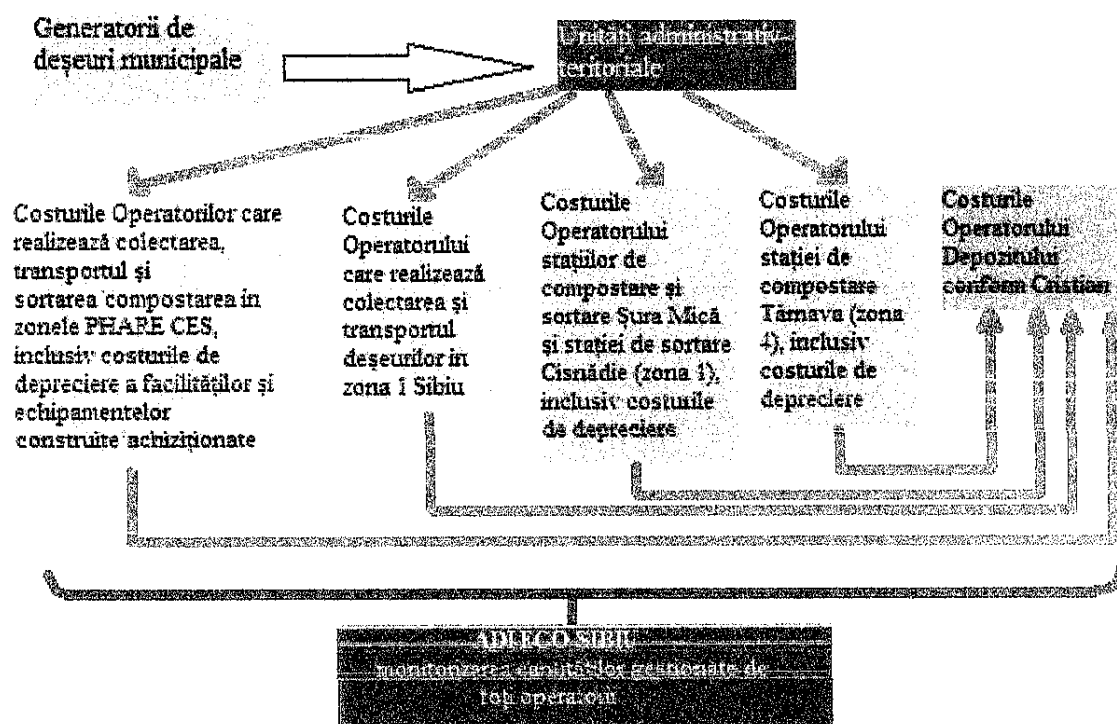 Generatorii de
deșeuri municipale
Unități administrativ-
teritoriale
Costurile Operatorilor care
realizează colectarea,
transportul și
sortarea compostarea in
zonele PHARE CES,
inclusiv costurile de
depreciere a facilităților și
echipamentelor
construite achiziționate
Costurile
Operatorului
care realizează
colectarea și
transportul
deșeurilor in
zona 1 Sibiu
Costurile
Operatorului
stațiilor de
compostare și
sortare Șura Mică
și stației de sortare
Cisnădie (zona 1),
inclusiv costurile
de depreciere
Costurile
Operatorului
stației de
compostare
Târnava (zona
4), inclusiv
costurile de
depreciere
Costurile
Operatorului
Depozitului
conform Cristian
ADI ECO SIBIU
monitorizarea cantităților gestionate de
toți operatorii